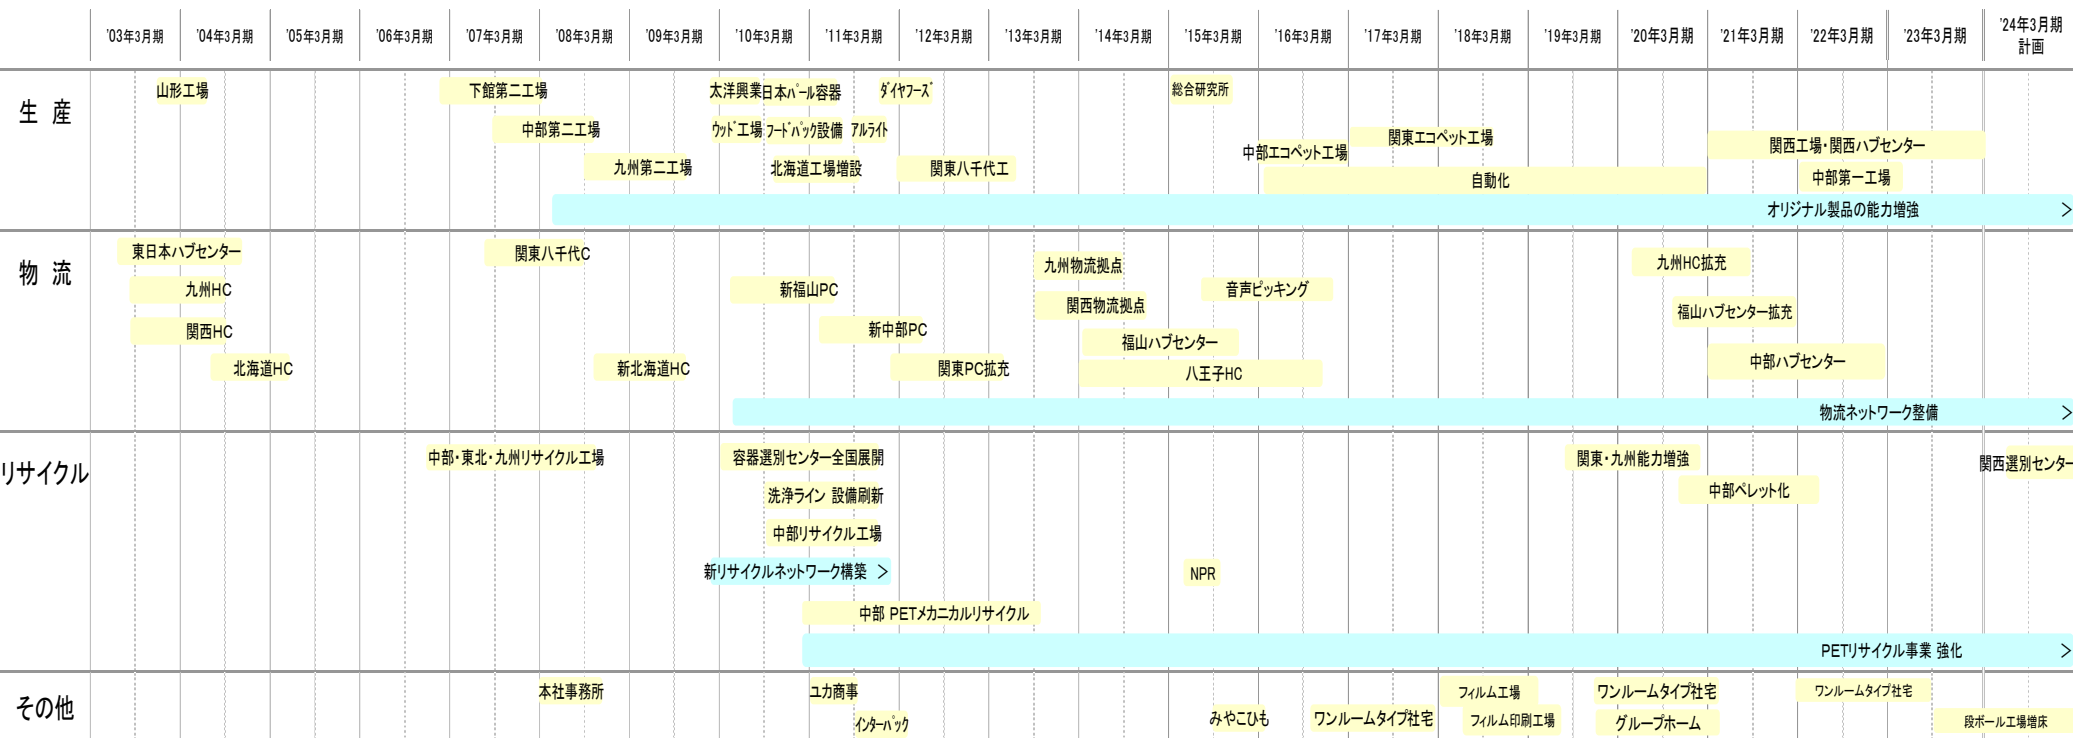 '03年3月期
'04年3月期
'05年3月期
'06年3月期
'07年3月期
'08年3月期
'09年3月期
'10年3月期
'11年3月期
'12年3月期
'13年3月期
'14年3月期
'15年3月期
'16年3月期
'17年3月期
'18年3月期
'19年3月期
'20年3月期
'21年3月期
'22年3月期
'23年3月期
'24年3月期
計画
生 産
山形工場
下館第二工場
太洋興業
日本パール容器
ダイヤフーズ
総合研究所
中部第二工場
ウッド工場
フードパック設備
アルライト
関東エコペット工場
中部エコペット工場
関西工場・関西ハブセンター
九州第二工場
北海道工場増設
関東八千代工
自動化
中部第一工場
オリジナル製品の能力増強 >
物 流
東日本ハブセンター
関東八千代C
九州物流拠点
九州HC拡充
九州HC
新福山PC
関西物流拠点
音声ピッキング
福山ハブセンター拡充
関西HC
新中部PC
福山ハブセンター
中部ハブセンター
北海道HC
新北海道HC
関東PC拡充
八王子HC
物流ネットワーク整備 >
リサイクル
中部・東北・九州リサイクル工場
容器選別センター全国展開
関東・九州能力増強
関西選別センター
洗浄ライン 設備刷新
中部ペレット化
中部リサイクル工場
新リサイクルネットワーク構築 >
NPR
中部 PETメカニカルリサイクル
PETリサイクル事業 強化 >
その他
本社事務所
ユカ商事
フィルム工場
ワンルームタイプ社宅
ワンルームタイプ社宅
インターパック
みやこひも
ワンルームタイプ社宅
フィルム印刷工場
グループホーム
段ボール工場増床